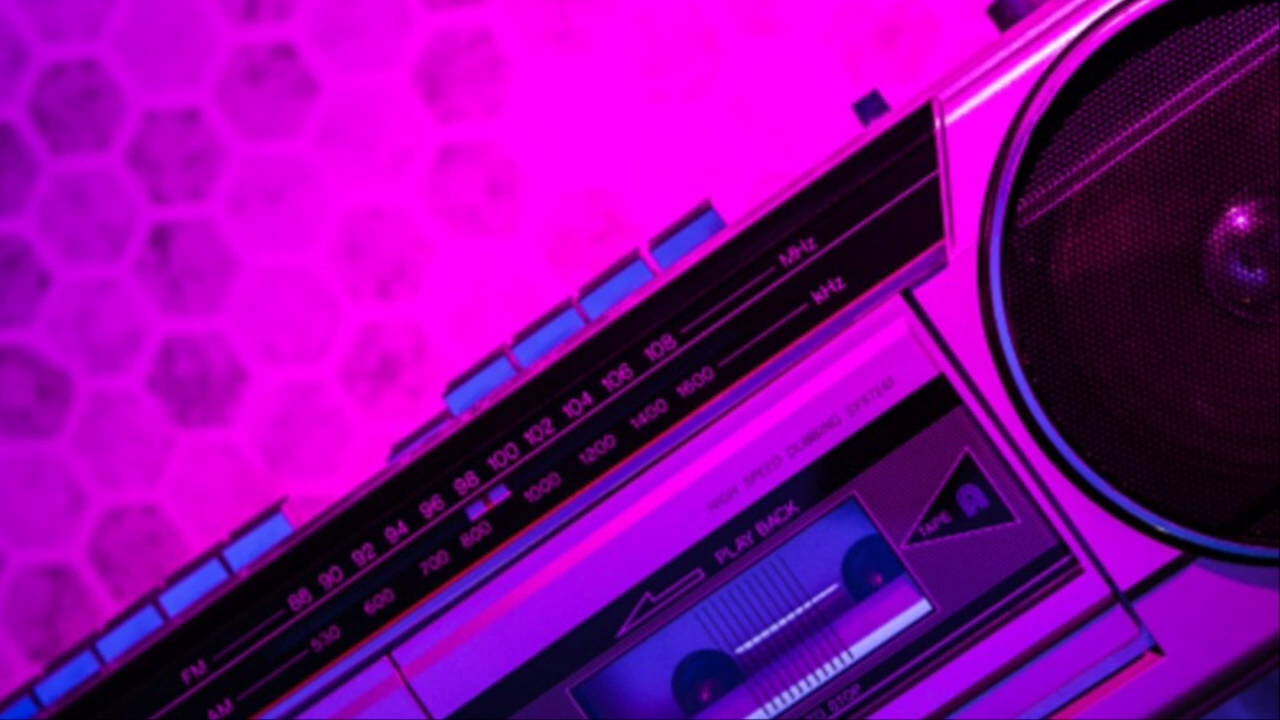 FM 88 90 92 94 96 98 100 102 104 106 108 MHz
AM 530 600 700 800 1000 1200 1400 1600 kHz
HIGH SPEED DUBBING SYSTEM
PLAY BACK
TAPE
STOP